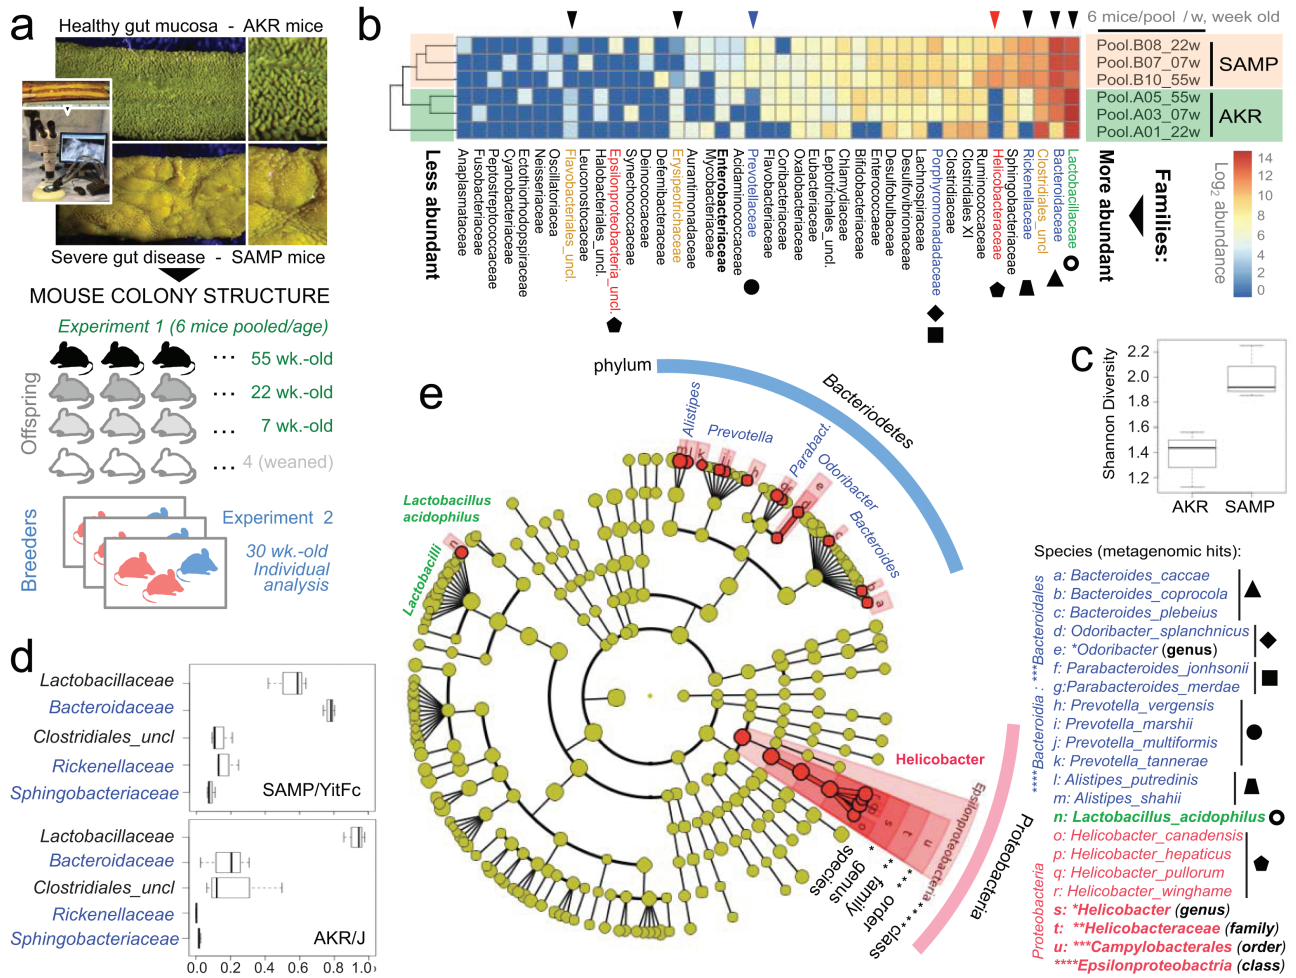 a
Healthy gut mucosa - AKR mice
Severe gut disease - SAMP mice
MOUSE COLONY STRUCTURE
Experiment 1 (6 mice pooled/age)
Offspring
... 55 wk.-old
... 22 wk.-old
... 7 wk.-old
... 4 (weaned)
Breeders
Experiment 2
30 wk.-old
Individual
analysis
b
6 mice/pool / w, week old
Pool.B08_22w
Pool.B07_07w
Pool.B10_55w
SAMP
Pool.A05_55w
Pool.A03_07w
Pool.A01_22w
AKR
Less abundant
Anaplasmataceae
Fusobacteriaceae
Peptostreptococcaceae
Cyanobacteriaceae
Ectothiorhodopsiraceae
Neisseriaceae
Oscillatoriacea
Flavobacteriales_uncl.
Leuconostocaceae
Halobacteriales_uncl.
Epsilonproteobacteria_uncl.
Synechococcaceae
Deinococcaceae
Defemibacteraceae
Erysipeotrichaceae
Aurantimonadaceae
Mycobacteriaceae
Enterobacteriaceae
Acidaminococcaceae
Prevotellaceae
Flavobacteriaceae
Coribacteriaceae
Oxalobacteriaceae
Eubacteriaceae
Leptotrichales_uncl.
Chlamydiaceae
Bifidobacteriaceae
Enterococcaceae
Desulfobulbaceae
Desulfovibrionaceae
Lachnospiraceae
Porphyromonadadaceae
Clostridiaceae
Clostridiales XI
Ruminococcaceae
Helicobacteraceae
Sphingobacteriaceae
Rickenellaceae
Clostridiales_uncl
Bacteroidaceae
Lactobacillaceae
More abundant
Families:
Log2 abundance
14
12
10
8
6
4
2
0
c
Shannon Diversity
2.2
2.0
1.8
1.6
1.4
1.2
AKR SAMP
d
Lactobacillaceae
Bacteroidaceae
Clostridiales_uncl
Rickenellaceae
Sphingobacteriaceae
SAMP/YitFc
Lactobacillaceae
Bacteroidaceae
Clostridiales_uncl
Rickenellaceae
Sphingobacteriaceae
AKR/J
0.0 0.2 0.4 0.6 0.8 1.0
e
phylum
Bacteriodetes
Alistipes
Prevotella
Parabact.
Odoribacter
Bacteroides
Lactobacillus
acidophilus
Lactobacilli
Helicobacter
Epsilonproteobacteria
Proteobacteria
species
* genus
** family
*** order
****class
Species (metagenomic hits):
****Bacteroidia : ***Bacteroidales
a: Bacteroides_caccae
b: Bacteroides_coprocola
c: Bacteroides_plebeius
d: Odoribacter_splanchnicus
e: *Odoribacter (genus)
f: Parabacteroides_jonhsonii
g:Parabacteroides_merdae
h: Prevotella_vergensis
i: Prevotella_marshii
j: Prevotella_multiformis
k: Prevotella_tannerae
l: Alistipes_putredinis
m: Alistipes_shahii
n: Lactobacillus_acidophilus
Proteobacteria
o: Helicobacter_canadensis
p: Helicobacter_hepaticus
q: Helicobacter_pullorum
r: Helicobacter_winghame
s: *Helicobacter (genus)
t: **Helicobacteraceae (family)
u: ***Campylobacterales (order)
****Epsilonproteobactria (class)